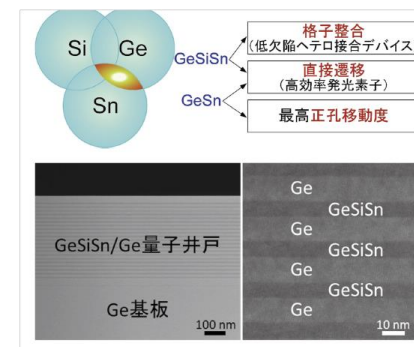 Si
Ge
Sn
GeSiSn
GeSn
格子整合
(低欠陥ヘテロ接合デバイス
直接遷移
(高効率発光素子)
最高正孔移動度
GeSiSn/Ge量子井戸
Ge基板
100 nm
Ge
GeSiSn
Ge
GeSiSn
Ge
GeSiSn
Ge
10 nm